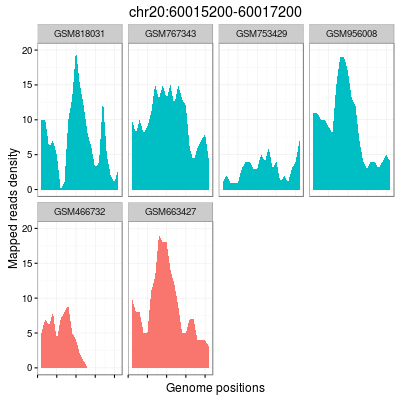 chr20:60015200-60017200
GSM818031 GSM767343 GSM753429 GSM956008
20
15
10
5
0
Mapped reads density
GSM466732 GSM663427
20
15
10
5
0
Genome positions